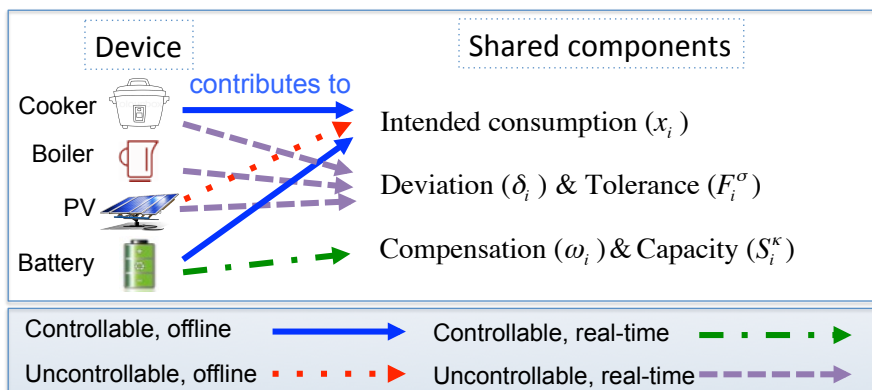 Device
Shared components
contributes to
Cooker
Intended consumption (x_i)
Boiler
Deviation (δ_i) & Tolerance (F_i^σ)
PV
Compensation (ω_i) & Capacity (S_i^κ)
Battery
Controllable, offline
Controllable, real-time
Uncontrollable, offline
Uncontrollable, real-time